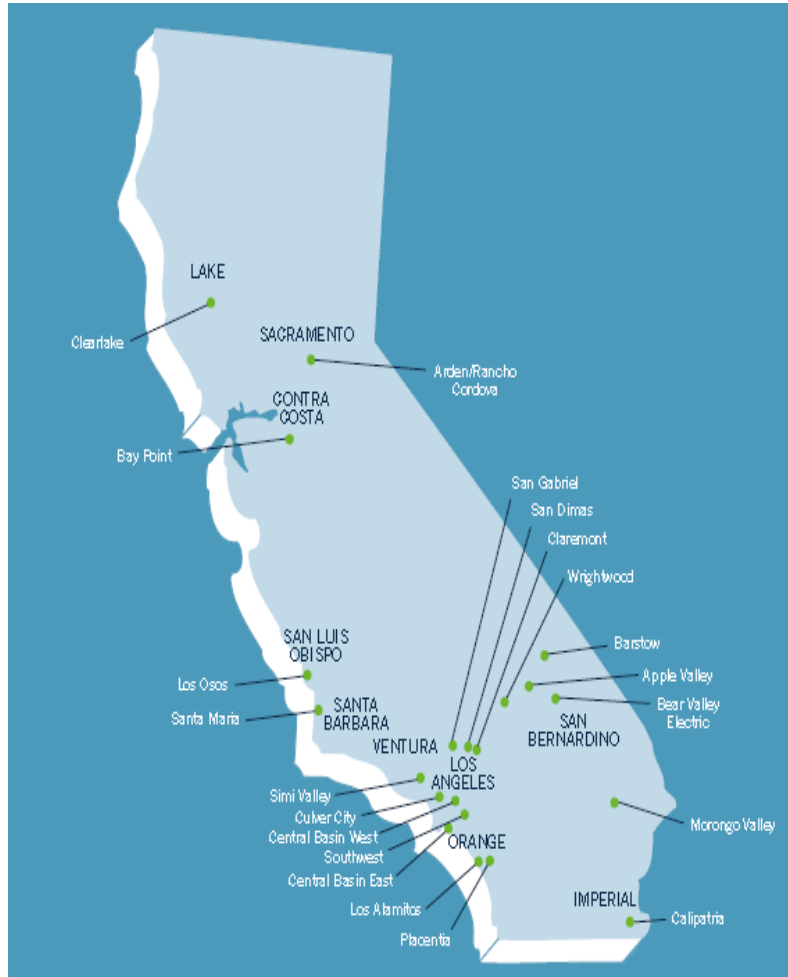 LAKE
Clearlake
SACRAMENTO
Arden/Rancho
Cordova
CONTRA
COSTA
Bay Point
San Gabriel
San Dimas
Claremont
Wrightwood
SAN LUIS
OBISPO
Barstow
Los Osos
Apple Valley
SANTA
BARBARA
Santa Maria
Bear Valley
Electric
SAN
BERNARDINO
VENTURA
LOS
ANGELES
Simi Valley
Culver City
Central Basin West
Morongo Valley
ORANGE
Southwest
Central Basin East
Los Alamitos
IMPERIAL
Calipatria
Placentia